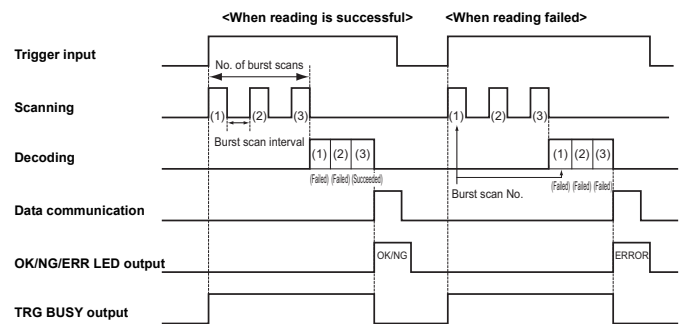 <When reading is successful>
<When reading failed>
Trigger input
No. of burst scans
Scanning
(1) (2) (3) (1) (2) (3)
Burst scan interval
Decoding
(1) (2) (3) (1) (2) (3)
(Failed) (Failed) (Succeeded)
Burst scan No.
(Failed) (Failed) (Failed)
Data communication
OK/NG/ERR LED output
OK/NG
ERROR
TRG BUSY output